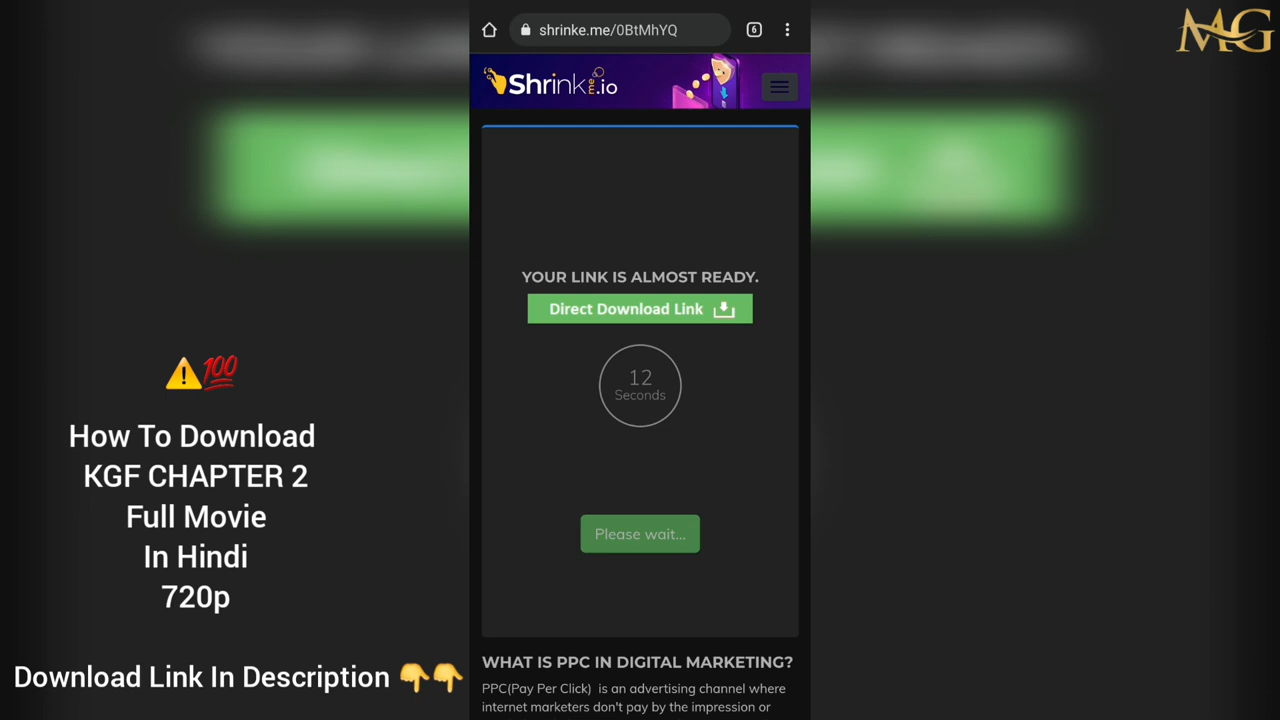 MG
6
shrinke.me/0BtMhYQ
Shrinkme.io
YOUR LINK IS ALMOST READY.
Direct Download Link
12
Seconds
Please wait...
WHAT IS PPC IN DIGITAL MARKETING?
PPC(Pay Per Click) is an advertising channel where
internet marketers don't pay by the impression or
⚠️💯
How To Download
KGF CHAPTER 2
Full Movie
In Hindi
720p
Download Link In Description 👇👇